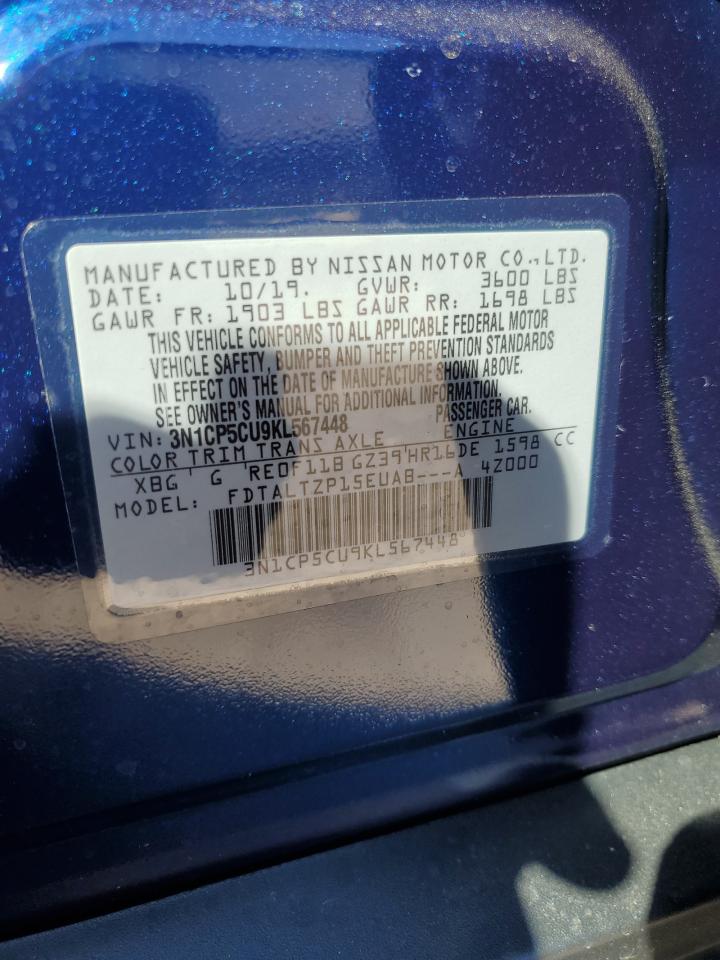 MANUFACTURED BY NISSAN MOTOR CO., LTD.
DATE: 10/19. GVWR: 3600 LBS
GAWR FR: 1903 LBS GAWR RR: 1698 LBS
THIS VEHICLE CONFORMS TO ALL APPLICABLE FEDERAL MOTOR
VEHICLE SAFETY, BUMPER AND THEFT PREVENTION STANDARDS
IN EFFECT ON THE DATE OF MANUFACTURE SHOWN ABOVE.
SEE OWNER'S MANUAL FOR ADDITIONAL INFORMATION.
VIN: 3N1CP5CU9KL567448 PASSENGER CAR.
COLOR TRIM TRANS AXLE ENGINE
XBG G RE0F11B GZ39 HR16DE 1598 CC
MODEL: FDTALTZP15EUAB---A 4Z000
3N1CP5CU9KL567448